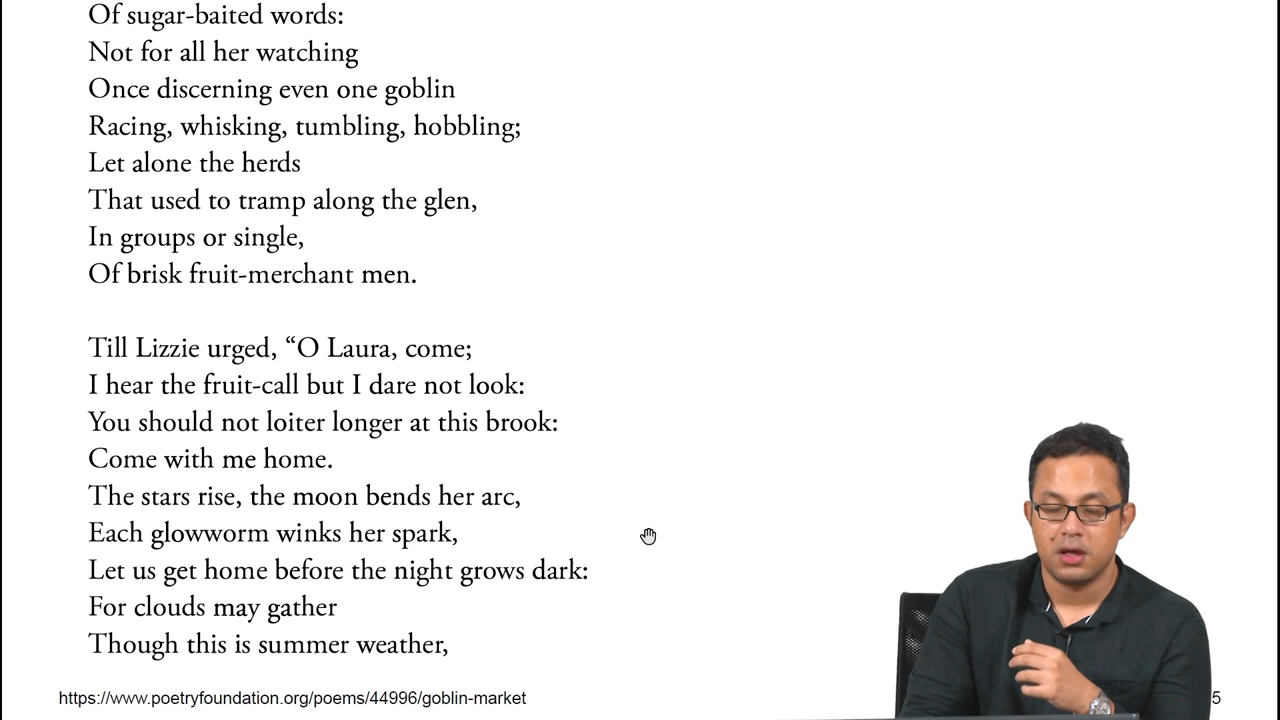 Of sugar-baited words:
Not for all her watching
Once discerning even one goblin
Racing, whisking, tumbling, hobbling;
Let alone the herds
That used to tramp along the glen,
In groups or single,
Of brisk fruit-merchant men.
Till Lizzie urged, “O Laura, come;
I hear the fruit-call but I dare not look:
You should not loiter longer at this brook:
Come with me home.
The stars rise, the moon bends her arc,
Each glowworm winks her spark,
Let us get home before the night grows dark:
For clouds may gather
Though this is summer weather,
https://www.poetryfoundation.org/poems/44996/goblin-market
5